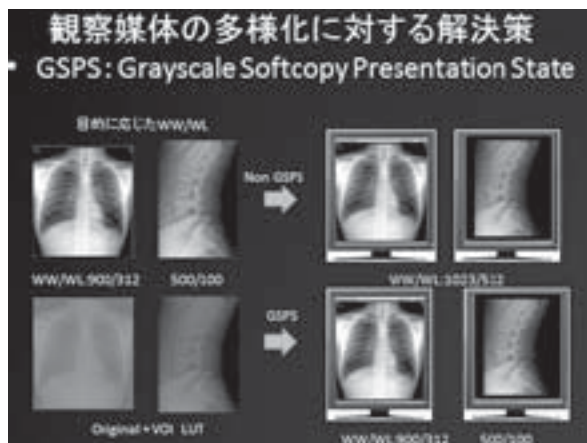 観察媒体の多様化に対する解決策
• GSPS: Grayscale Softcopy Presentation State
目的に応じたWW/WL
Non GSPS
WW/WL:900/312
500/100
WW/WL:1023/512
GSPS
Original+VOI LUT
WW/WL:900/312
500/100